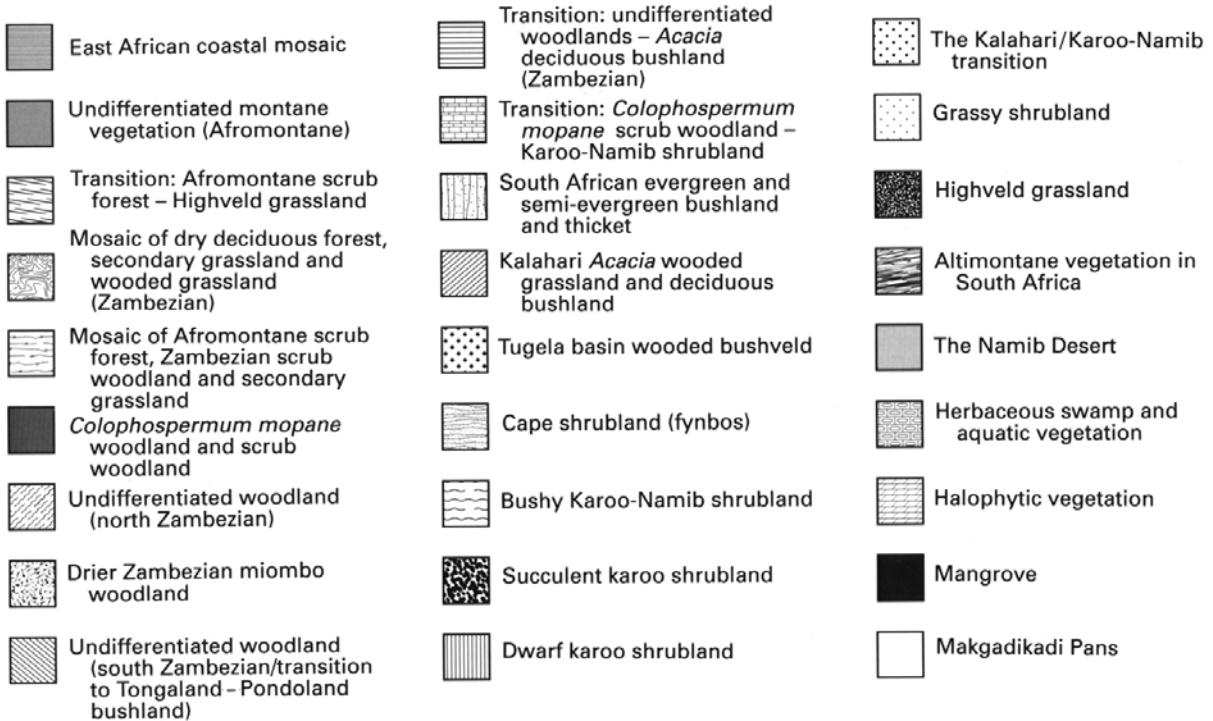 East African coastal mosaic
Undifferentiated montane
vegetation (Afromontane)
Transition: Afromontane scrub
forest – Highveld grassland
Mosaic of dry deciduous forest,
secondary grassland and
wooded grassland
(Zambezian)
Mosaic of Afromontane scrub
forest, Zambezian scrub
woodland and secondary
grassland
Colophospermum mopane
woodland and scrub
woodland
Undifferentiated woodland
(north Zambezian)
Drier Zambezian miombo
woodland
Undifferentiated woodland
(south Zambezian/transition
to Tongaland – Pondoland
bushland)
Transition: undifferentiated
woodlands – Acacia
deciduous bushland
(Zambezian)
Transition: Colophospermum
mopane scrub woodland –
Karoo-Namib shrubland
South African evergreen and
semi-evergreen bushland
and thicket
Kalahari Acacia wooded
grassland and deciduous
bushland
Tugela basin wooded bushveld
Cape shrubland (fynbos)
Bushy Karoo-Namib shrubland
Succulent karoo shrubland
Dwarf karoo shrubland
The Kalahari/Karoo-Namib
transition
Grassy shrubland
Highveld grassland
Altimontane vegetation in
South Africa
The Namib Desert
Herbaceous swamp and
aquatic vegetation
Halophytic vegetation
Mangrove
Makgadikadi Pans